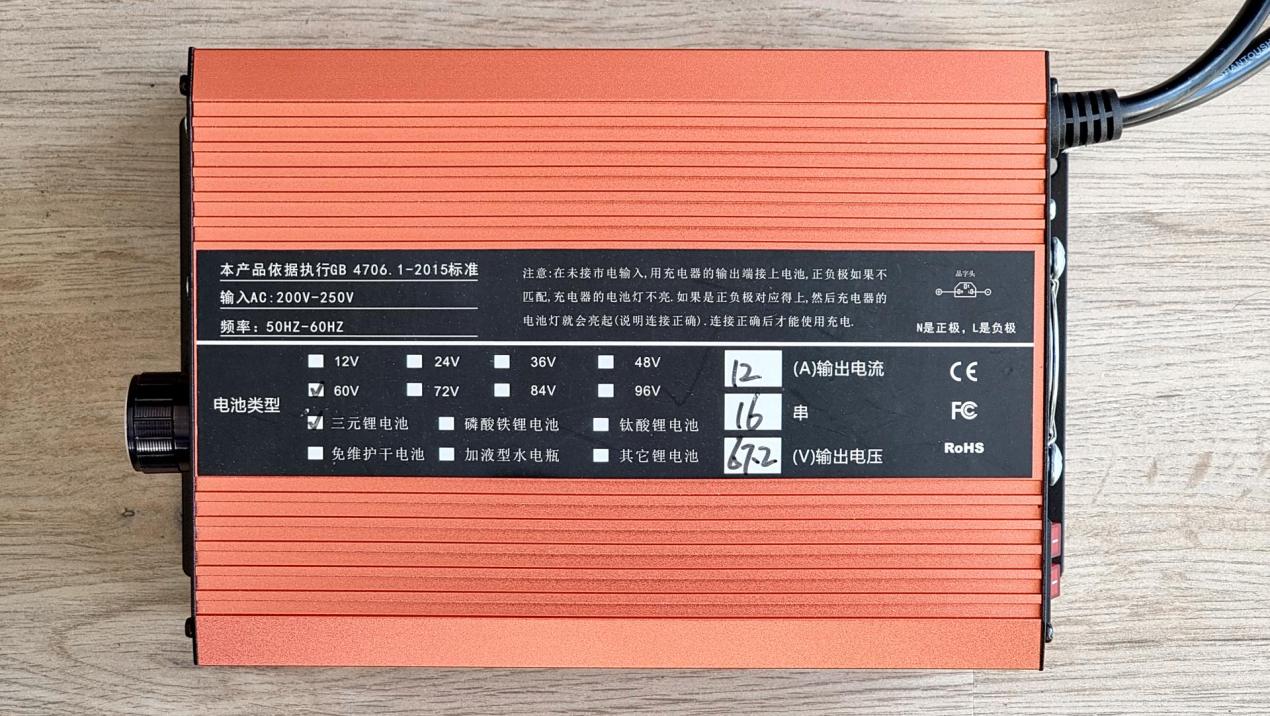 本产品依据执行GB 4706.1-2015标准
输入AC:200V-250V
频率：50HZ-60HZ
注意:在未接市电输入,用充电器的输出端接上电池,正负极如果不
匹配,充电器的电池灯不亮.如果是正负极对应得上,然后充电器的
电池灯就会亮起(说明连接正确).连接正确后才能使用充电.
品字头
N是正极，L是负极
电池类型
12V 24V 36V 48V
60V 72V 84V 96V
三元锂电池 磷酸铁锂电池 钛酸锂电池
免维护干电池 加液型水电瓶 其它锂电池
12 (A)输出电流
16 串
67.2 (V)输出电压
CE
FC
RoHS